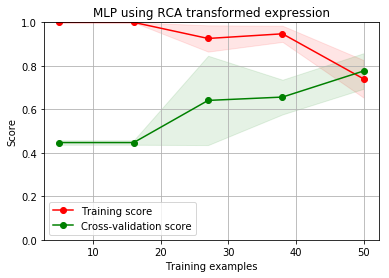 MLP using RCA transformed expression
1.0
0.8
0.6
0.4
0.2
0.0
Score
Training score
Cross-validation score
10 20 30 40 50
Training examples